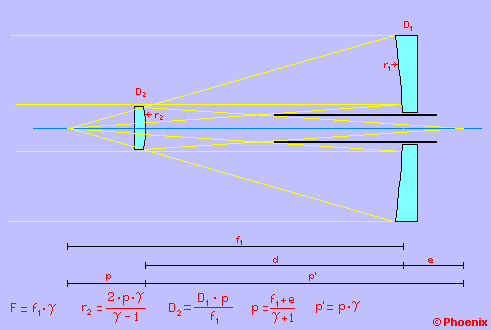 D₁
r₁
D₂
r₂
f₁
d
e
p
p'
F = f₁·γ r₂ = 2·p·γ / γ−1 D₂ = D₁·p / f₁ p = f₁+e / γ+1 p' = p·γ
© Phoenix